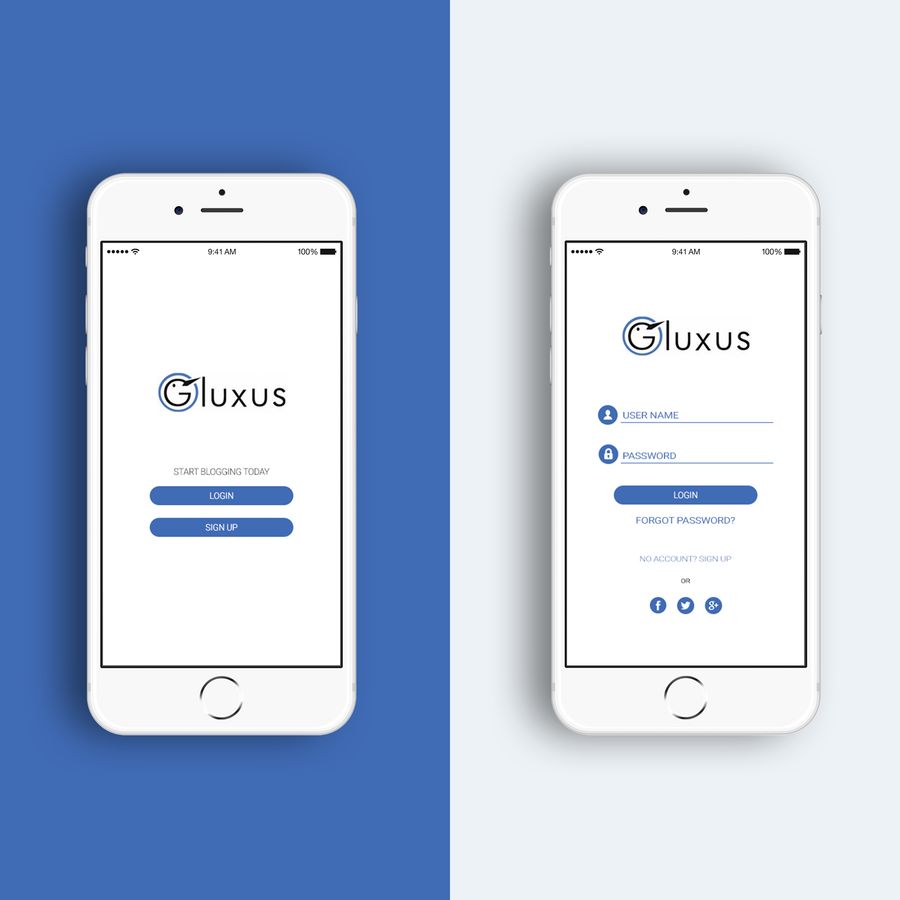 9:41 AM 100%
Gluxus
START BLOGGING TODAY
LOGIN
SIGN UP
9:41 AM 100%
Gluxus
USER NAME
PASSWORD
LOGIN
FORGOT PASSWORD?
NO ACCOUNT? SIGN UP
OR
f g+